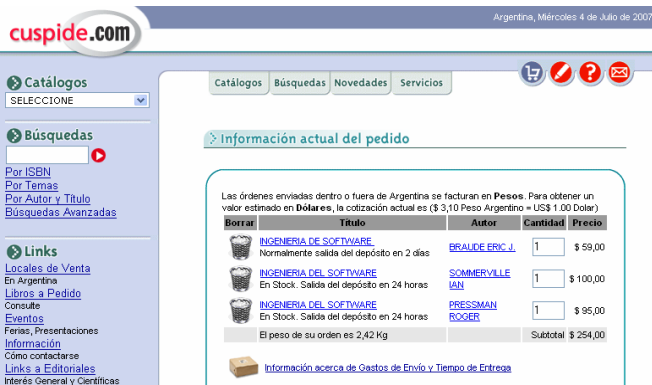 Argentina, Miércoles 4 de Julio de 2007
cuspide.com
Catálogos
SELECCIONE
Búsquedas
Por ISBN
Por Temas
Por Autor y Título
Búsquedas Avanzadas
Links
Locales de Venta
En Argentina
Libros a Pedido
Consulte
Eventos
Ferias, Presentaciones
Información
Cómo contactarse
Links a Editoriales
Interés General y Científicas
Catálogos Búsquedas Novedades Servicios
Información actual del pedido
Las órdenes enviadas dentro o fuera de Argentina se facturan en Pesos. Para obtener un
valor estimado en Dólares, la cotización actual es ($ 3,10 Peso Argentino = US$ 1.00 Dolar)
Borrar Título Autor Cantidad Precio
INGENIERIA DE SOFTWARE BRAUDE ERIC J. 1 $ 59,00
Normalmente salida del depósito en 2 días
INGENIERIA DEL SOFTWARE SOMMERVILLE IAN 1 $ 100,00
En Stock. Salida del depósito en 24 horas
INGENIERIA DEL SOFTWARE PRESSMAN ROGER 1 $ 95,00
En Stock. Salida del depósito en 24 horas
El peso de su orden es 2,42 Kg Subtotal $ 254,00
Información acerca de Gastos de Envío y Tiempo de Entrega